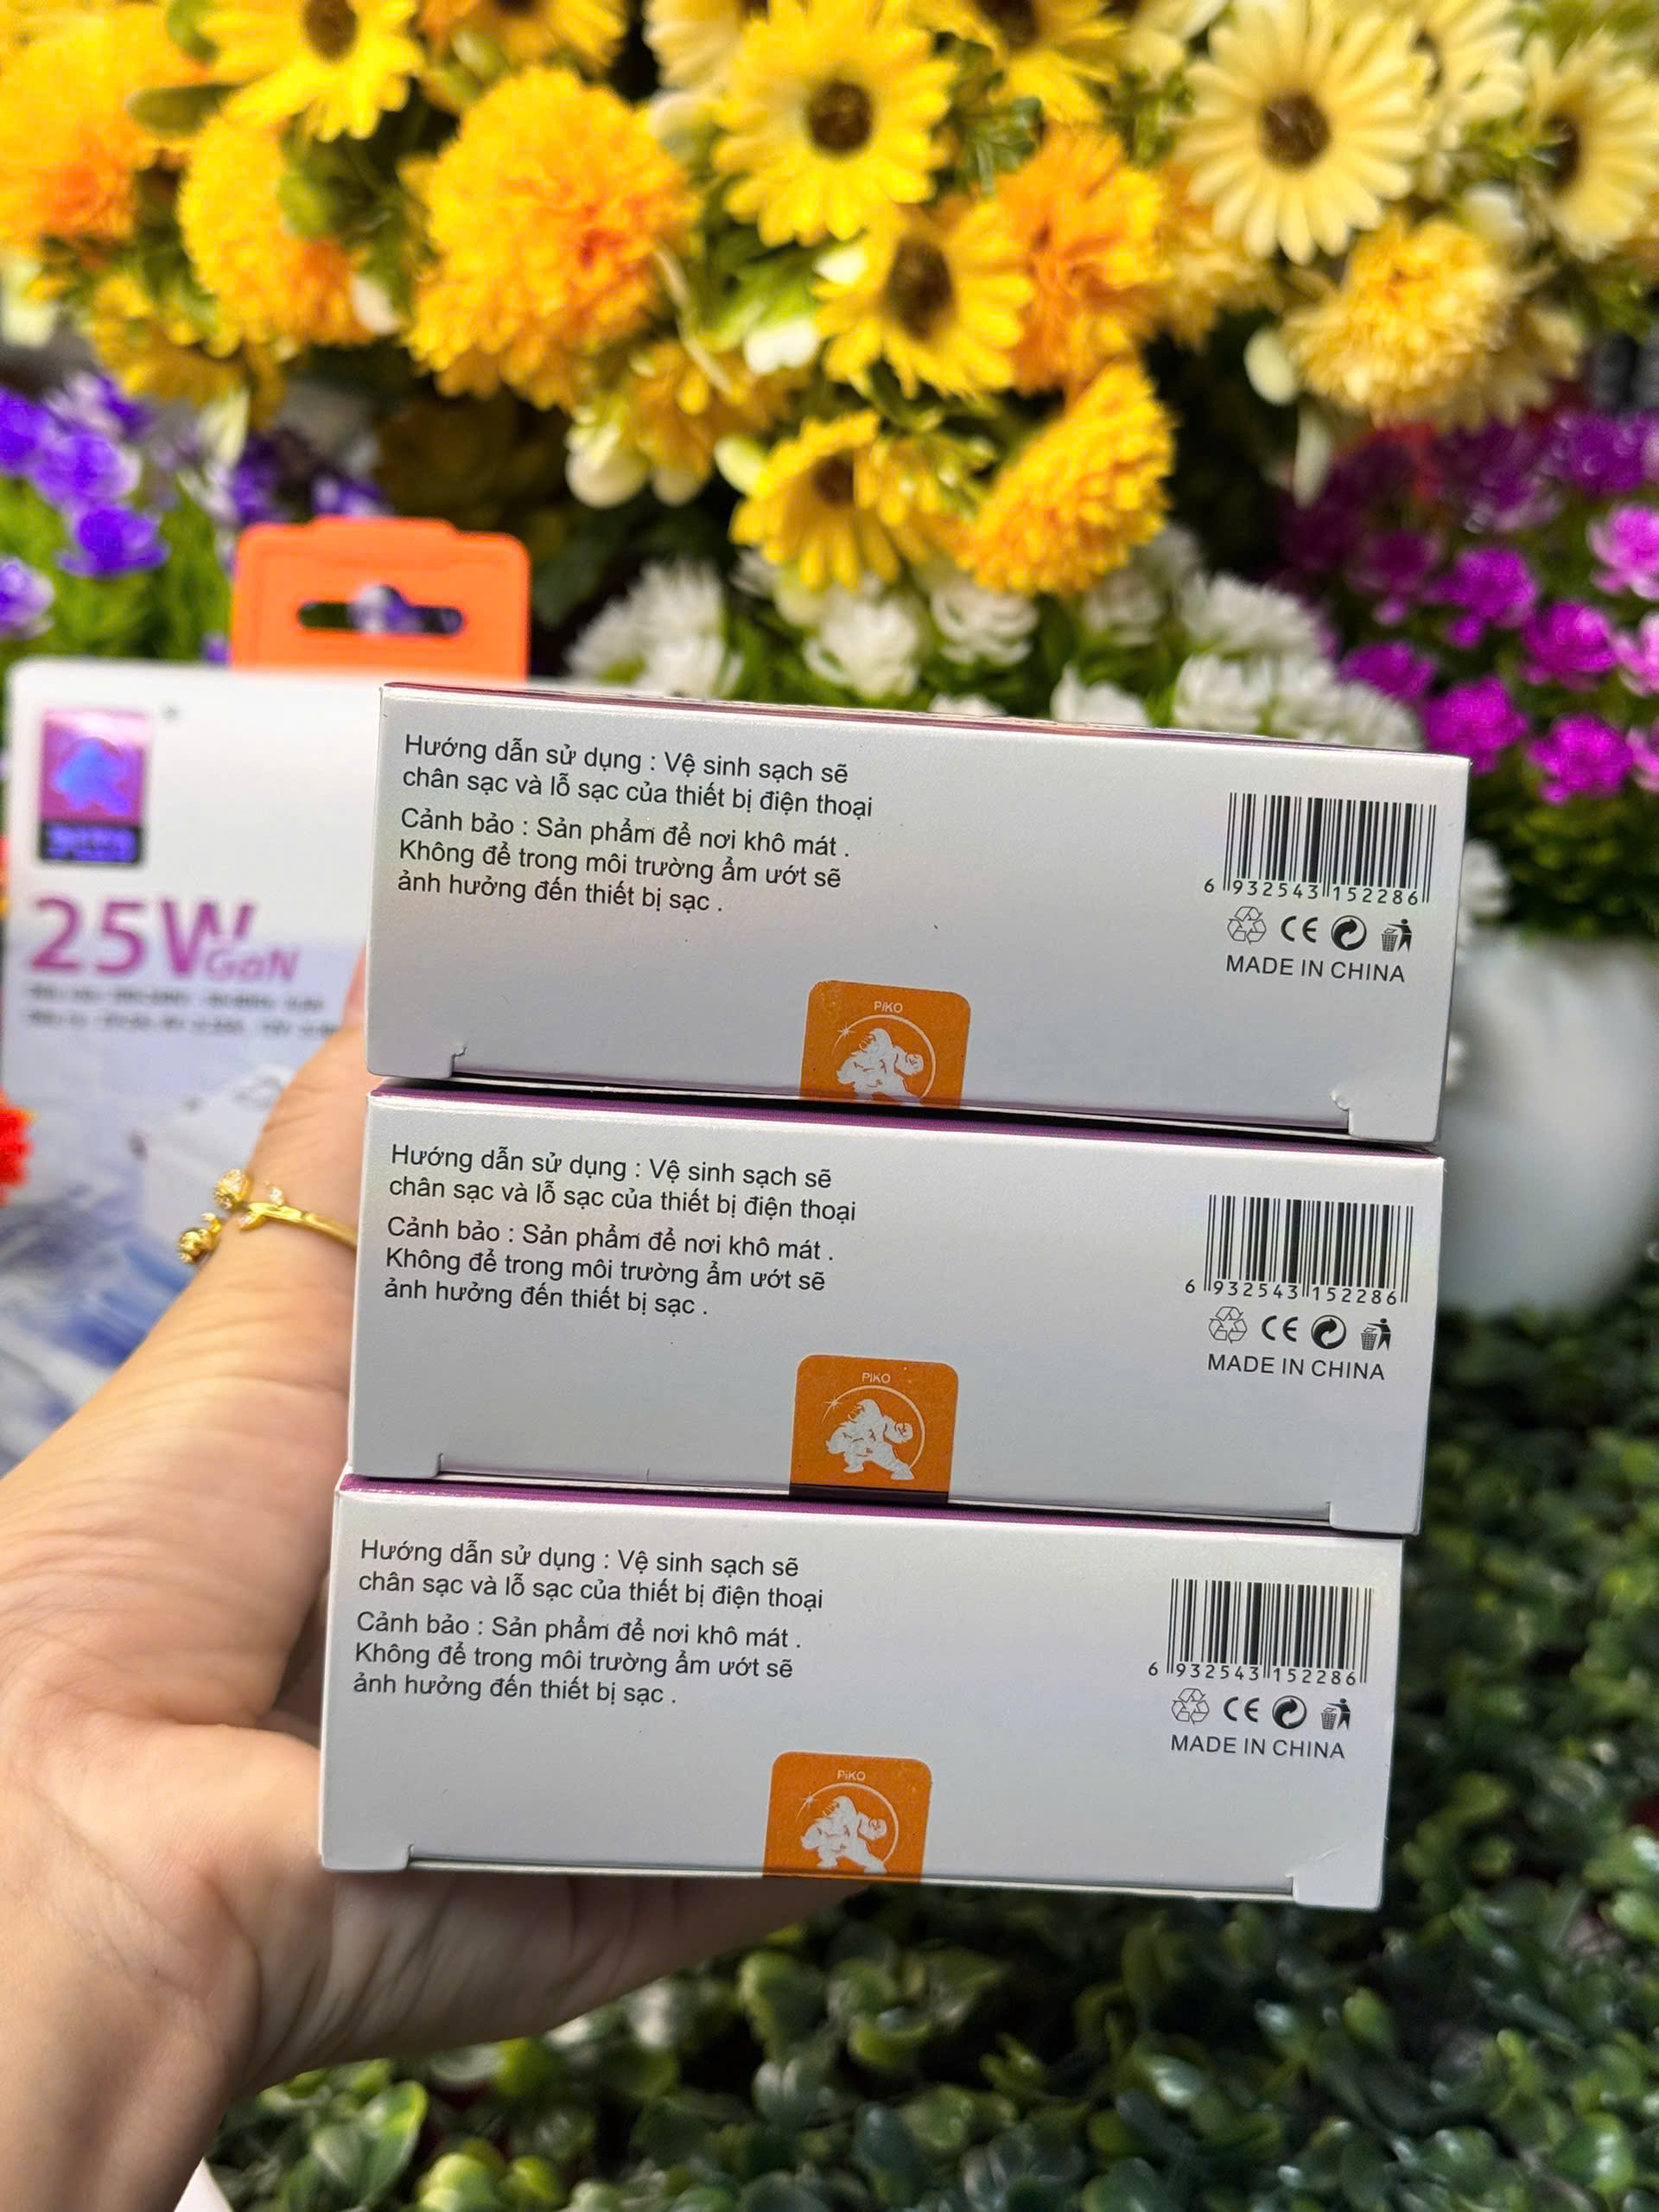 25W
GaN
Hướng dẫn sử dụng : Vệ sinh sạch sẽ
chân sạc và lỗ sạc của thiết bị điện thoại
Cảnh bảo : Sản phẩm để nơi khô mát .
Không để trong môi trường ẩm ướt sẽ
ảnh hưởng đến thiết bị sạc .
6 932543 152286
CE
MADE IN CHINA
PiKO
Hướng dẫn sử dụng : Vệ sinh sạch sẽ
chân sạc và lỗ sạc của thiết bị điện thoại
Cảnh bảo : Sản phẩm để nơi khô mát .
Không để trong môi trường ẩm ướt sẽ
ảnh hưởng đến thiết bị sạc .
6 932543 152286
CE
MADE IN CHINA
PiKO
Hướng dẫn sử dụng : Vệ sinh sạch sẽ
chân sạc và lỗ sạc của thiết bị điện thoại
Cảnh bảo : Sản phẩm để nơi khô mát .
Không để trong môi trường ẩm ướt sẽ
ảnh hưởng đến thiết bị sạc .
6 932543 152286
CE
MADE IN CHINA
PiKO